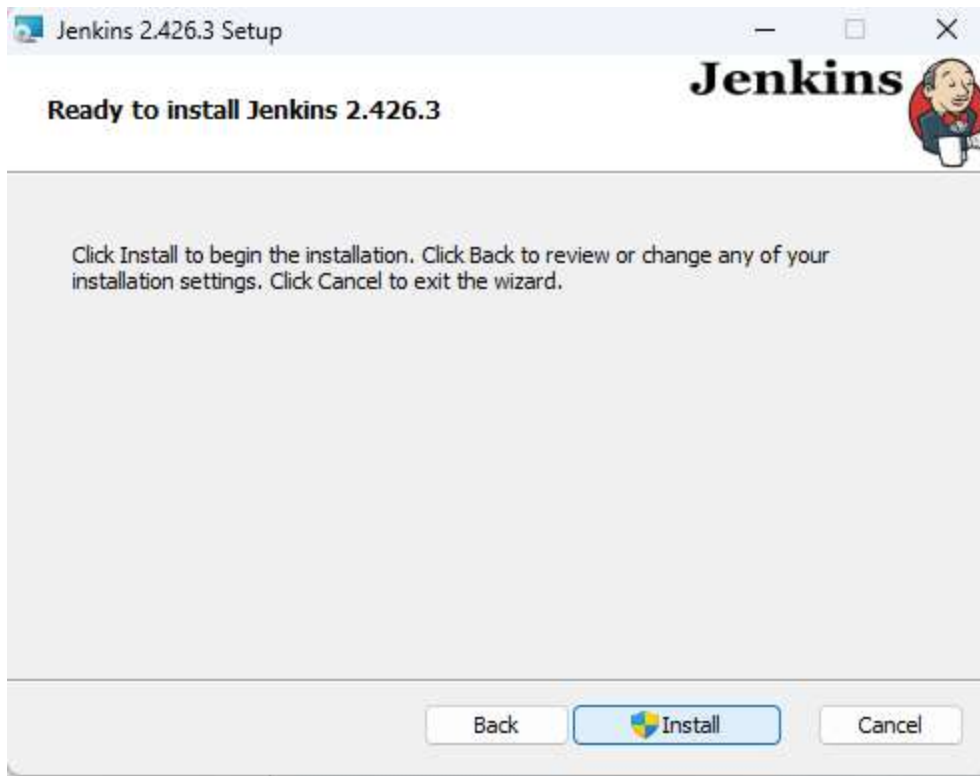 Jenkins 2.426.3 Setup
Jenkins
Ready to install Jenkins 2.426.3
Click Install to begin the installation. Click Back to review or change any of your
installation settings. Click Cancel to exit the wizard.
Back Install Cancel